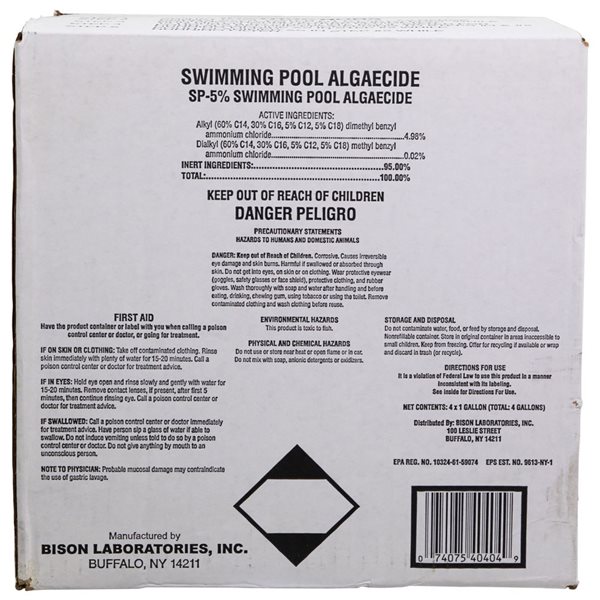 SWIMMING POOL ALGAECIDE
SP-5% SWIMMING POOL ALGAECIDE
ACTIVE INGREDIENTS:
Alkyl (60% C14, 30% C16, 5% C12, 5% C18) dimethyl benzyl
ammonium chloride....................................................4.98%
Dialkyl (60% C14, 30% C16, 5% C12, 5% C18) methyl benzyl
ammonium chloride....................................................0.02%
INERT INGREDIENTS:....................................................95.00%
TOTAL:....................................................100.00%
KEEP OUT OF REACH OF CHILDREN
DANGER PELIGRO
PRECAUTIONARY STATEMENTS
HAZARDS TO HUMANS AND DOMESTIC ANIMALS
DANGER: Keep out of Reach of Children. Corrosive. Causes irreversible
eye damage and skin burns. Harmful if swallowed or absorbed through
skin. Do not get into eyes, on skin or on clothing. Wear protective eyewear
(goggles, safety glasses or face shield), protective clothing, and rubber
gloves. Wash thoroughly with soap and water after handling and before
eating, drinking, chewing gum, using tobacco or using the toilet. Remove
contaminated clothing and wash clothing before reuse.
FIRST AID
Have the product container or label with you when calling a poison
control center or doctor, or going for treatment.
IF ON SKIN OR CLOTHING: Take off contaminated clothing. Rinse
skin immediately with plenty of water for 15-20 minutes. Call a
poison control center or doctor for treatment advice.
IF IN EYES: Hold eye open and rinse slowly and gently with water for
15-20 minutes. Remove contact lenses, if present, after first 5
minutes, then continue rinsing eye. Call a poison control center or
doctor for treatment advice.
IF SWALLOWED: Call a poison control center or doctor immediately
for treatment advice. Have person sip a glass of water if able to
swallow. Do not induce vomiting unless told to do so by a poison
control center or doctor. Do not give anything by mouth to an
unconscious person.
NOTE TO PHYSICIAN: Probable mucosal damage may contraindicate
the use of gastric lavage.
ENVIRONMENTAL HAZARDS
This product is toxic to fish.
PHYSICAL AND CHEMICAL HAZARDS
Do not use or store near heat or open flame or in car.
Do not mix with soap, anionic detergents or oxidizers.
STORAGE AND DISPOSAL
Do not contaminate water, food, or feed by storage and disposal.
Nonrefillable container. Store in original container in areas inaccessible to
small children. Keep from freezing. Offer for recycling if available or wrap
and discard in trash (or recycle).
DIRECTIONS FOR USE
It is a violation of Federal Law to use this product in a manner
inconsistent with its labeling.
See inside for Directions For Use.
NET CONTENTS: 4 x 1 GALLON (TOTAL: 4 GALLONS)
Distributed By: BISON LABORATORIES, INC.
100 LESLIE STREET
BUFFALO, NY 14211
EPA REG. NO. 10324-61-59074 EPS EST. NO. 9613-NY-1
Manufactured by
BISON LABORATORIES, INC.
BUFFALO, NY 14211
0 74075 40404 9